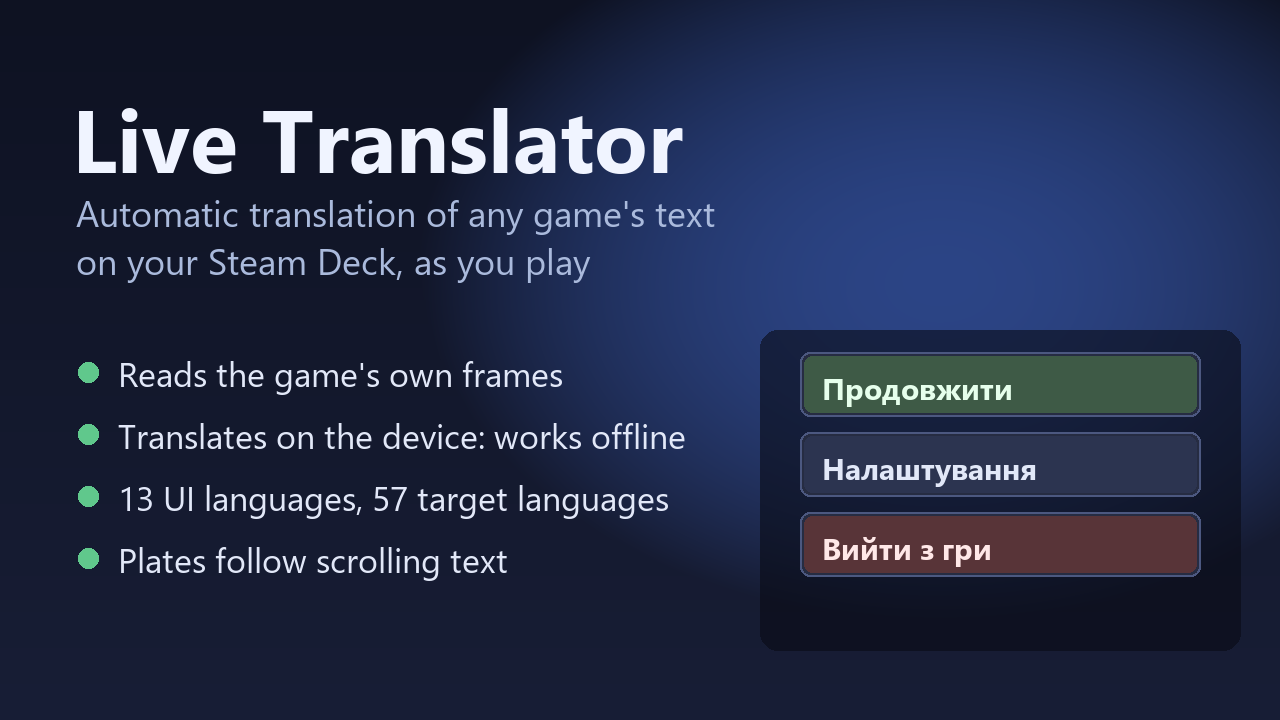 Live Translator
Automatic translation of any game's text
on your Steam Deck, as you play
Reads the game's own frames
Translates on the device: works offline
13 UI languages, 57 target languages
Plates follow scrolling text
Продовжити
Налаштування
Вийти з гри